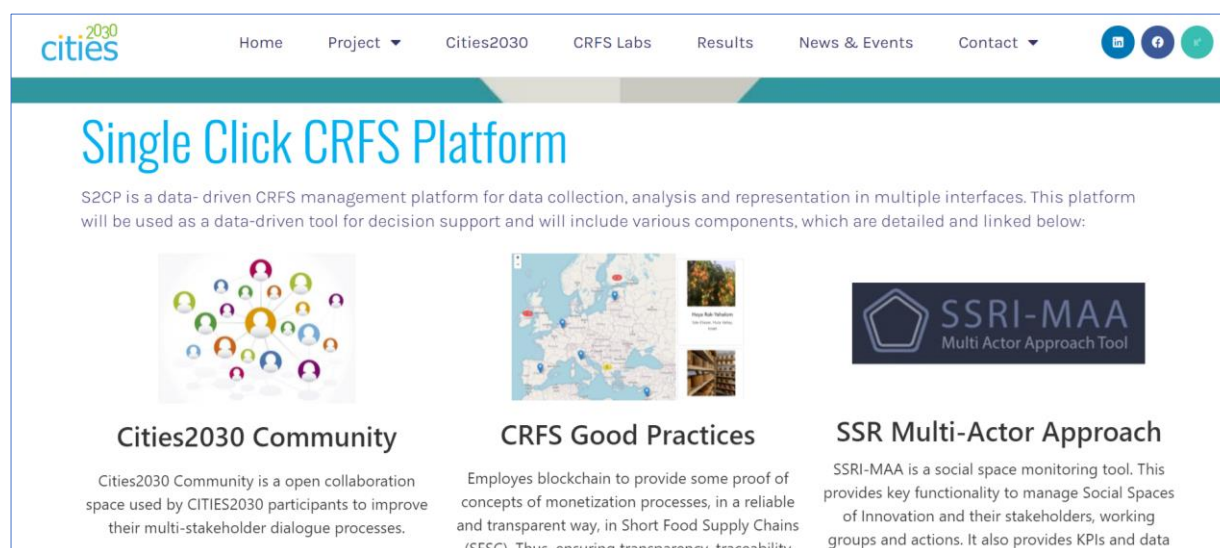 2030
cities
Home Project Cities2030 CRFS Labs Results News & Events Contact
Single Click CRFS Platform
S2CP is a data- driven CRFS management platform for data collection, analysis and representation in multiple interfaces. This platform
will be used as a data-driven tool for decision support and will include various components, which are detailed and linked below:
SSRI-MAA
Multi Actor Approach Tool
Cities2030 Community
Cities2030 Community is a open collaboration
space used by CITIES2030 participants to improve
their multi-stakeholder dialogue processes.
CRFS Good Practices
Employes blockchain to provide some proof of
concepts of monetization processes, in a reliable
and transparent way, in Short Food Supply Chains
(SFSC). Thus, ensuring transparency, traceability
SSR Multi-Actor Approach
SSRI-MAA is a social space monitoring tool. This
provides key functionality to manage Social Spaces
of Innovation and their stakeholders, working
groups and actions. It also provides KPIs and data